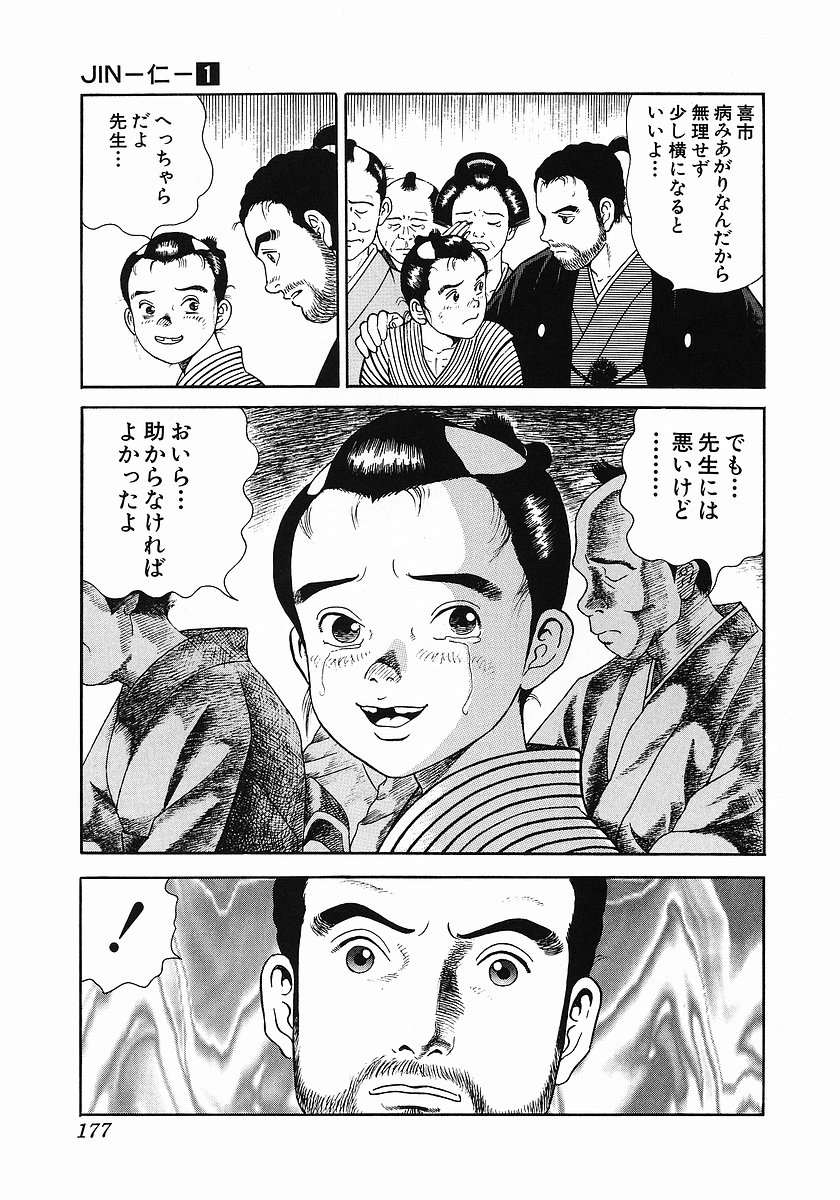 JIN―仁― 1
喜市
病みあがりなんだから
無理せず
少し横になると
いいよ…
へっちゃら
だよ
先生…
でも…
先生には
悪いけど
………
おいら…
助からなければ
よかったよ
！
177